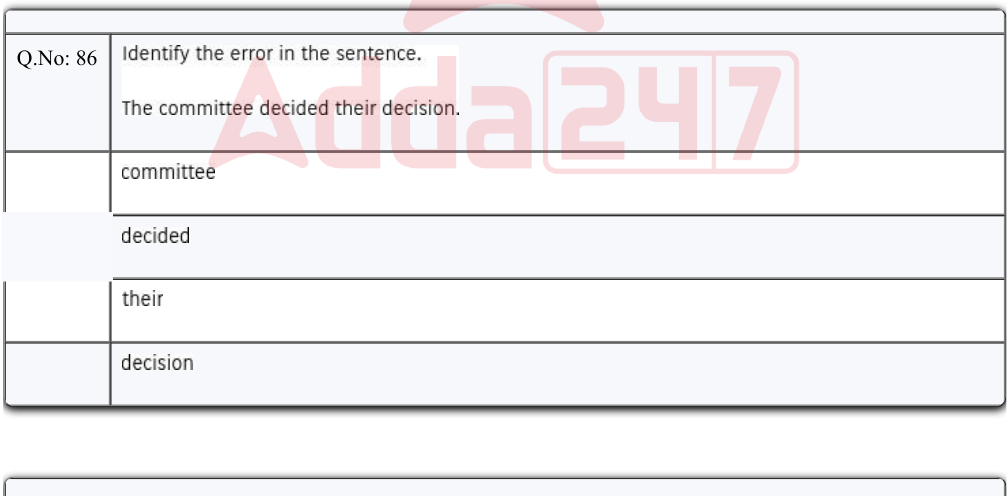 Q.No: 86
Identify the error in the sentence.
The committee decided their decision.
committee
decided
their
decision
Adda247